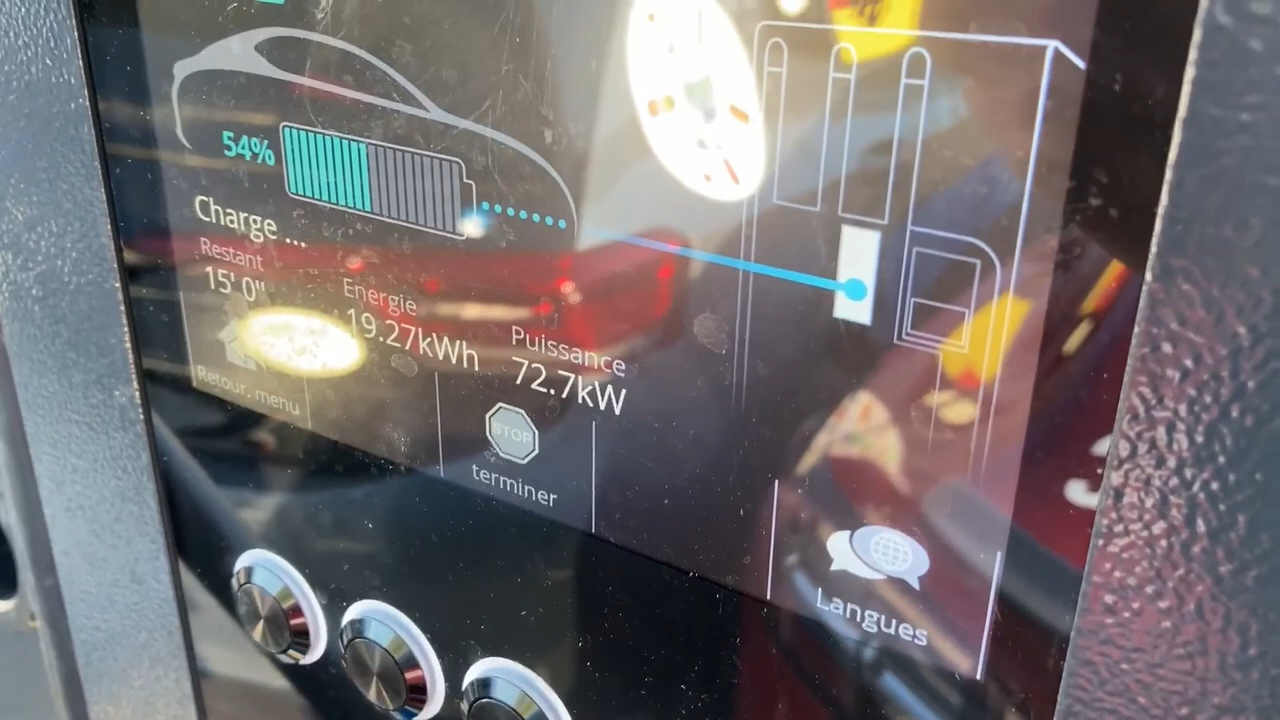 54%
Charge ...
Restant
15' 0"
Energie
19.27kWh
Puissance
72.7kW
Retour. menu
STOP
terminer
Langues